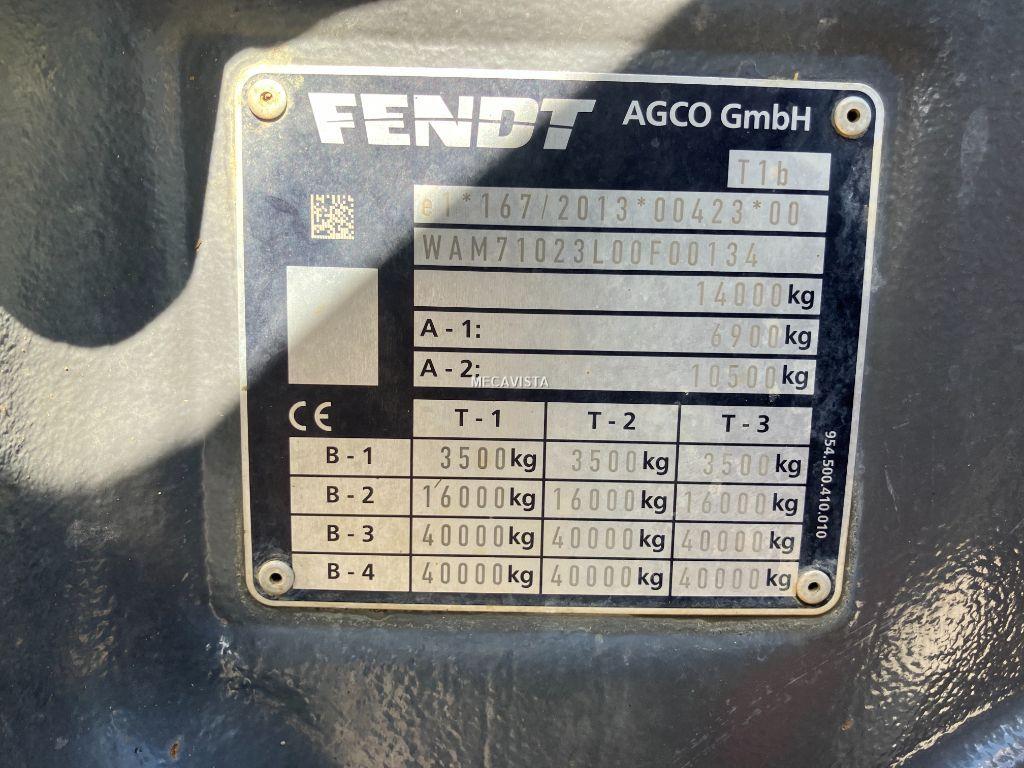 FENDT AGCO GmbH
T1b
e1*167/2013*00423*00
WAM71023L00F00134
14000kg
A - 1: 6900kg
A - 2: 10500kg
MECAVISTA
CE T - 1 T - 2 T - 3
B - 1 3500kg 3500kg 3500kg
B - 2 16000kg 16000kg 16000kg
B - 3 40000kg 40000kg 40000kg
B - 4 40000kg 40000kg 40000kg
954.500.410.010